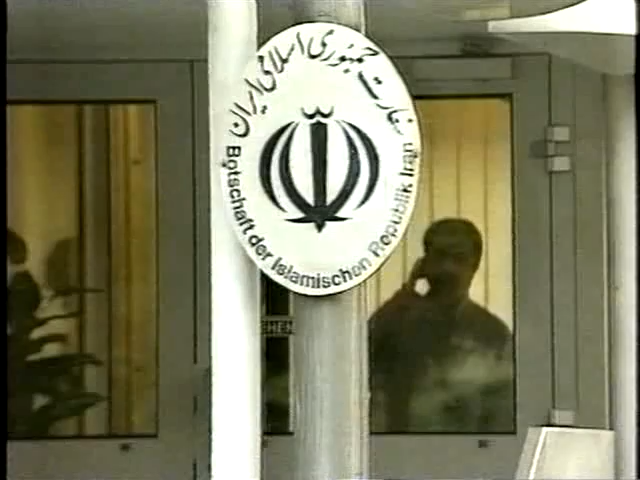 سفارت جمهوری اسلامی ایران
Botschaft der Islamischen Republik Iran